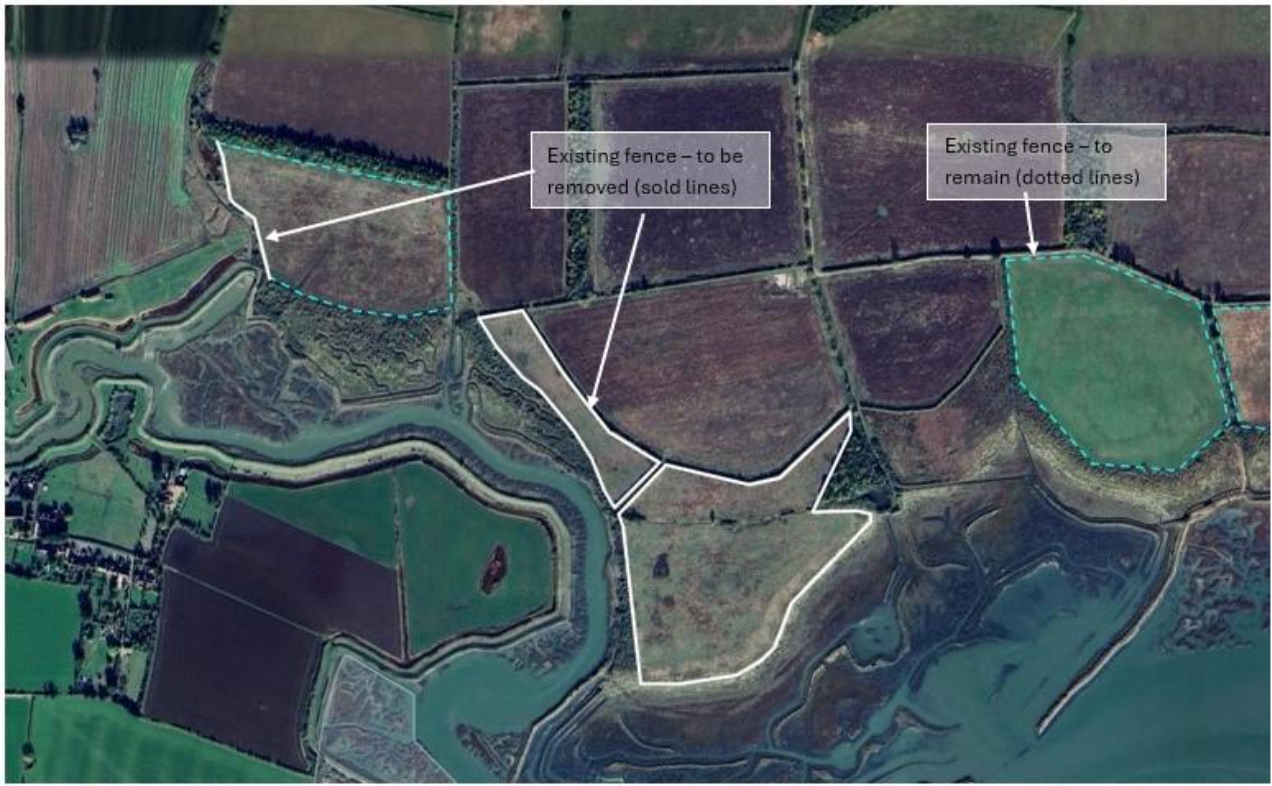 Existing fence – to be
removed (sold lines)
Existing fence – to
remain (dotted lines)